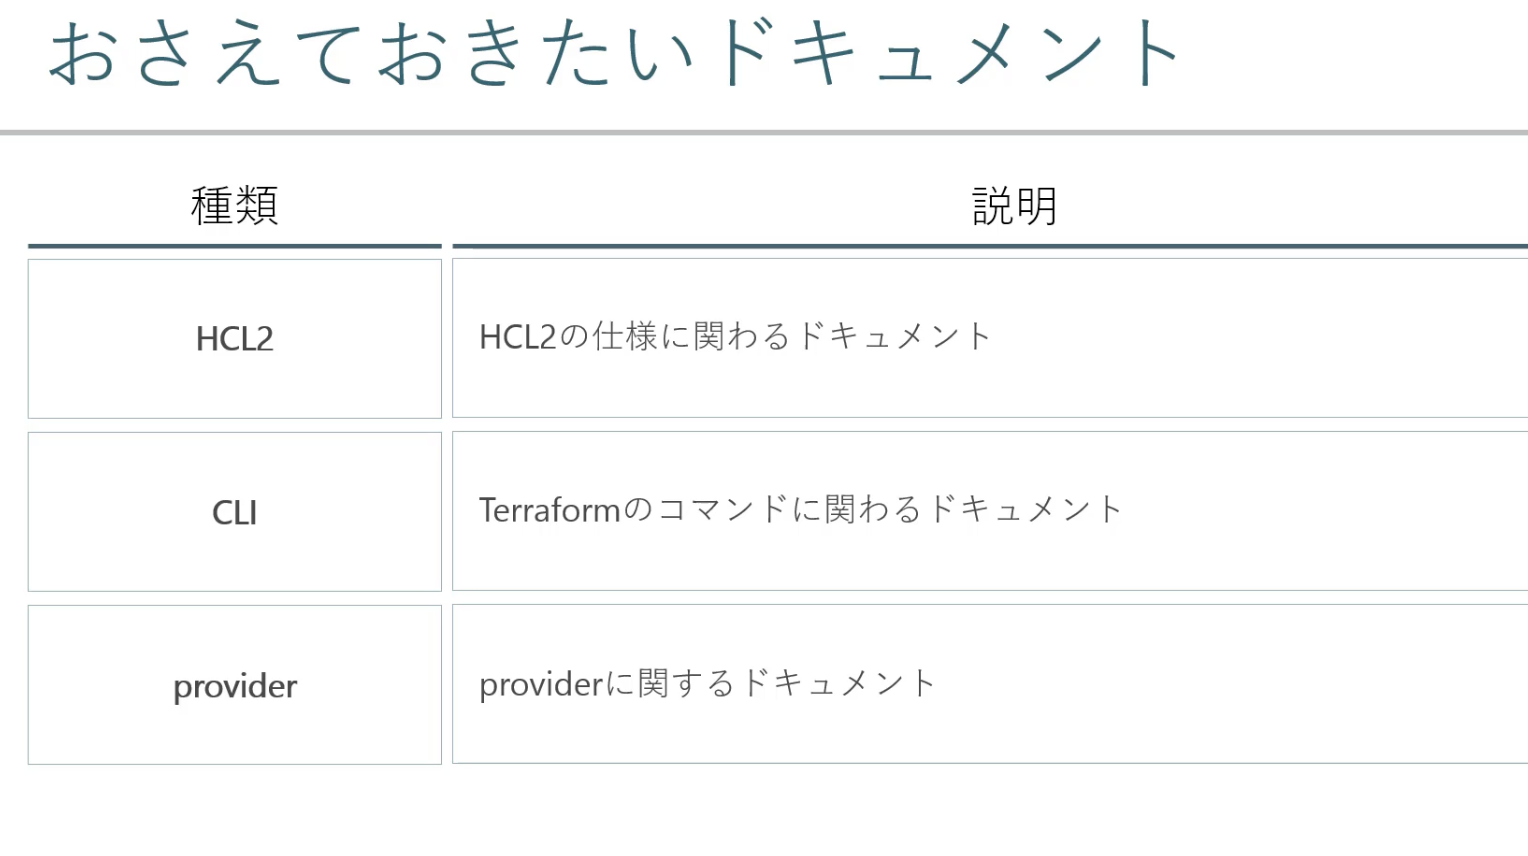 おさえておきたいドキュメント
種類 説明
HCL2 HCL2の仕様に関わるドキュメント
CLI Terraformのコマンドに関わるドキュメント
provider providerに関するドキュメント